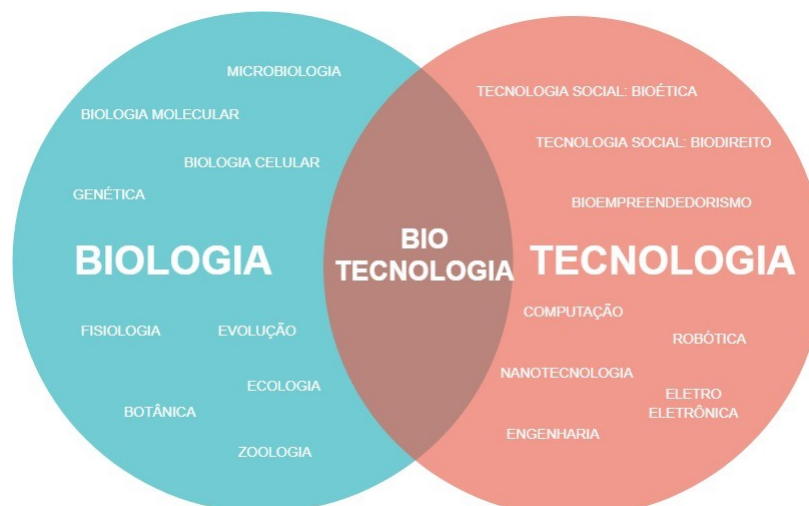 MICROBIOLOGIA
BIOLOGIA MOLECULAR
BIOLOGIA CELULAR
GENÉTICA
BIOLOGIA
FISIOLOGIA
EVOLUÇÃO
ECOLOGIA
BOTÂNICA
ZOOLOGIA
BIO
TECNOLOGIA
TECNOLOGIA SOCIAL: BIOÉTICA
TECNOLOGIA SOCIAL: BIODIREITO
BIOEMPREENDEDORISMO
TECNOLOGIA
COMPUTAÇÃO
ROBÓTICA
NANOTECNOLOGIA
ELETRO
ELETRÔNICA
ENGENHARIA